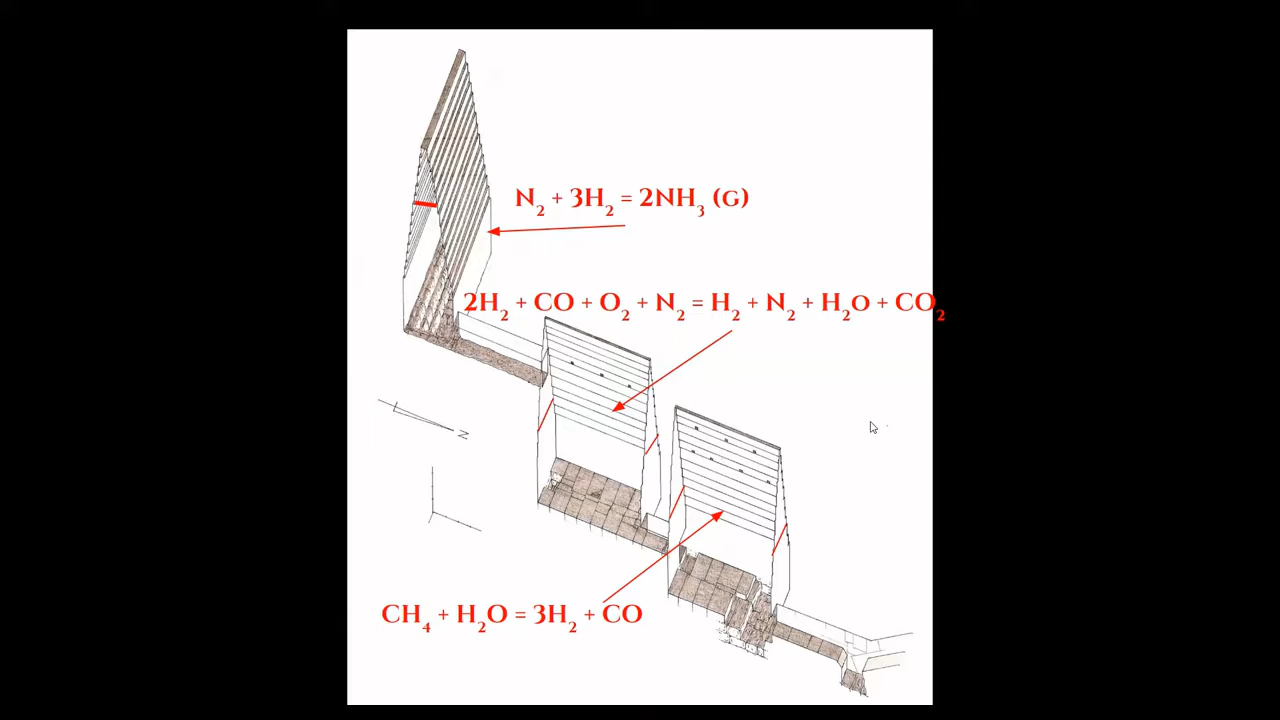 N₂ + 3H₂ = 2NH₃ (G)
2H₂ + CO + O₂ + N₂ = H₂ + N₂ + H₂O + CO₂
N
CH₄ + H₂O = 3H₂ + CO